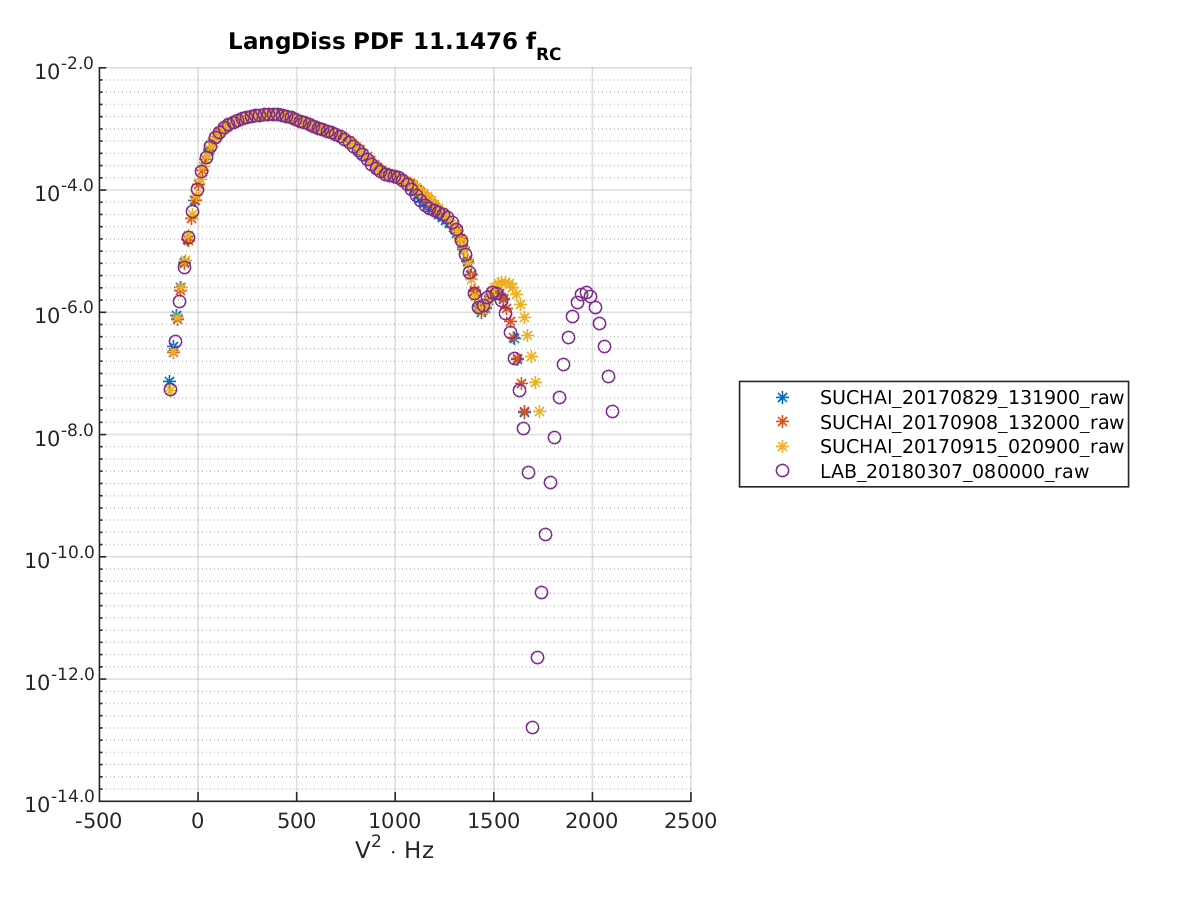 LangDiss PDF 11.1476 f_RC
10^-2.0
10^-4.0
10^-6.0
10^-8.0
10^-10.0
10^-12.0
10^-14.0
-500 0 500 1000 1500 2000 2500
V^2 · Hz
SUCHAI_20170829_131900_raw
SUCHAI_20170908_132000_raw
SUCHAI_20170915_020900_raw
LAB_20180307_080000_raw